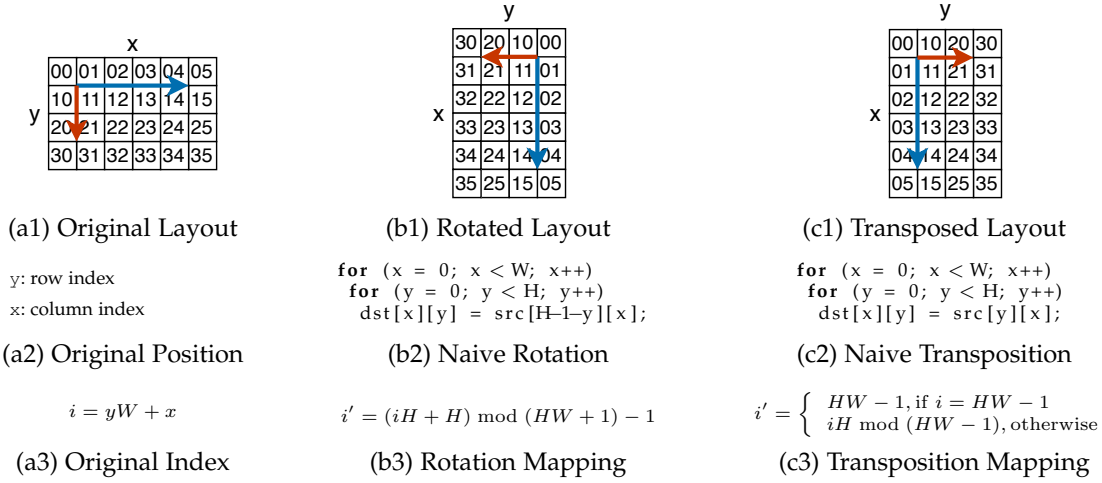 x
y
00 01 02 03 04 05
10 11 12 13 14 15
20 21 22 23 24 25
30 31 32 33 34 35
(a1) Original Layout
y: row index
x: column index
(a2) Original Position
i = yW + x
(a3) Original Index
y
x
30 20 10 00
31 21 11 01
32 22 12 02
33 23 13 03
34 24 14 04
35 25 15 05
(b1) Rotated Layout
for (x = 0; x < W; x++)
for (y = 0; y < H; y++)
dst[x][y] = src[H-1-y][x];
(b2) Naive Rotation
i′ = (iH + H) mod (HW + 1) − 1
(b3) Rotation Mapping
y
x
00 10 20 30
01 11 21 31
02 12 22 32
03 13 23 33
04 14 24 34
05 15 25 35
(c1) Transposed Layout
for (x = 0; x < W; x++)
for (y = 0; y < H; y++)
dst[x][y] = src[y][x];
(c2) Naive Transposition
i′ = { HW − 1, if i = HW − 1
iH mod (HW − 1), otherwise
(c3) Transposition Mapping